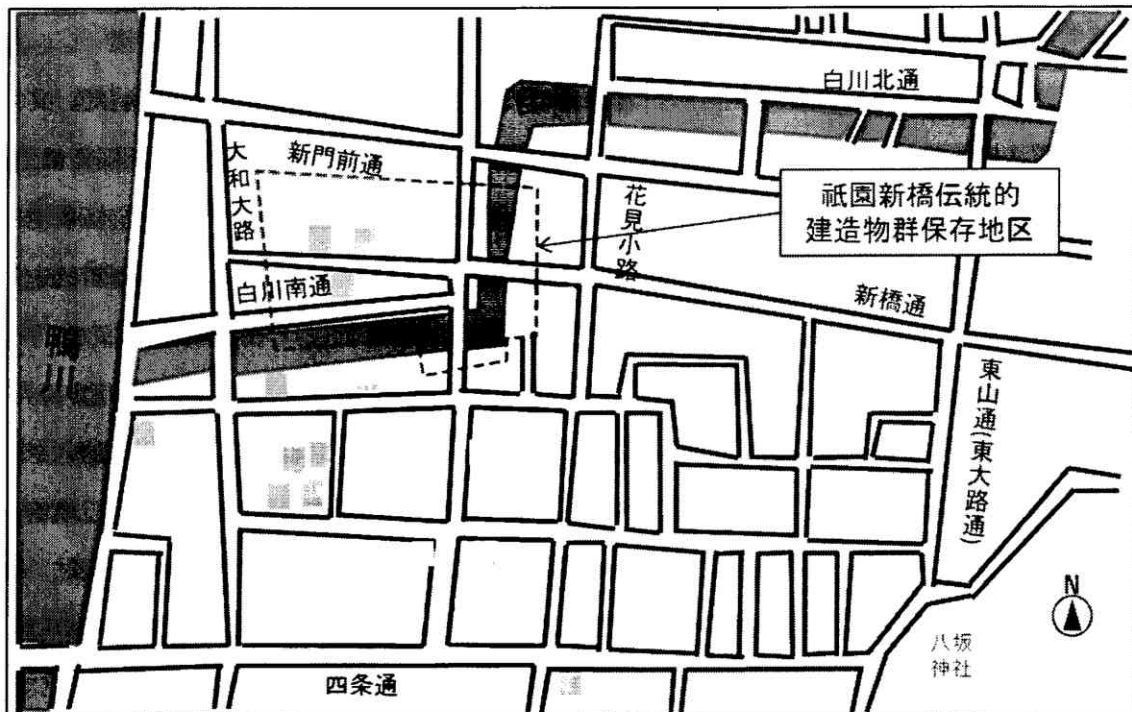 白川北通
大和大路
新門前通
花見小路
祇園新橋伝統的
建造物群保存地区
白川南通
新橋通
鴨川
東山通(東大路通)
N
八坂
神社
四条通